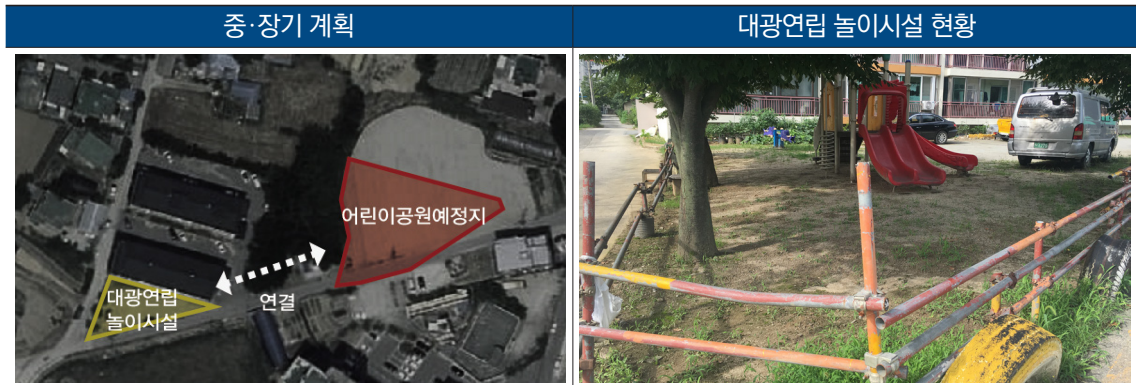 중·장기 계획
대광연립 놀이시설 현황
어린이공원예정지
연결
대광연립
놀이시설